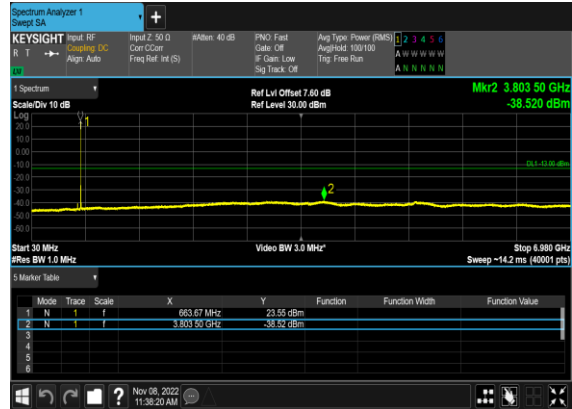 Spectrum Analyzer 1
Swept SA
+
KEYSIGHT Input: RF Input Z: 50 Ω #Atten: 40 dB PNO: Fast Avg Type: Power (RMS) 1 2 3 4 5 6
R T Coupling: DC Corr CCorr Gate: Off Avg|Hold: 100/100 A W W W W W
Align: Auto Freq Ref: Int (S) IF Gain: Low Trig: Free Run
Sig Track: Off A N N N N N
1 Spectrum Ref Lvl Offset 7.60 dB Mkr2 3.803 50 GHz
Scale/Div 10 dB Ref Level 30.00 dBm -38.520 dBm
Log
20.0
10.0
0.00
-10.0
-20.0
-30.0
-40.0
-50.0
-60.0
1
DL1 -13.00 dBm
2
Start 30 MHz Video BW 3.0 MHz* Stop 6.980 GHz
#Res BW 1.0 MHz Sweep ~14.2 ms (40001 pts)
5 Marker Table
Mode Trace Scale X Y Function Function Width Function Value
1 N 1 f 663.67 MHz 23.55 dBm
2 N 1 f 3.803 50 GHz -38.52 dBm
3
4
5
6
? Nov 08, 2022
11:38:20 AM